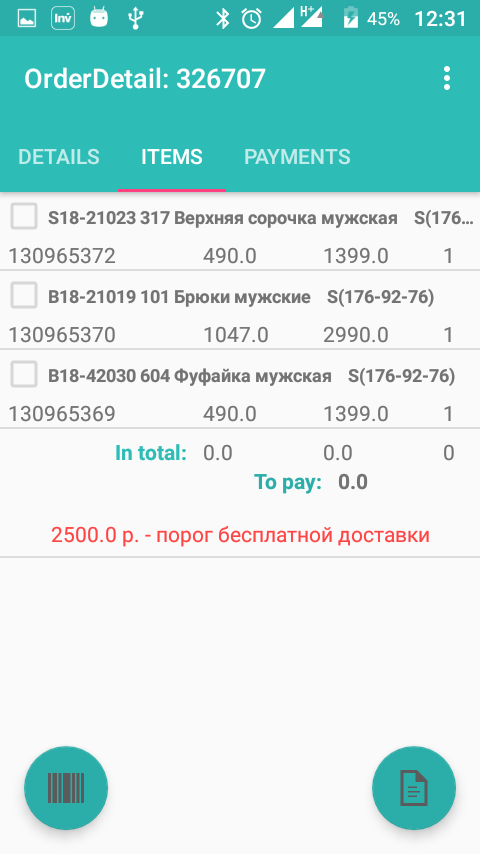 Inv H+ 45% 12:31
OrderDetail: 326707
DETAILS ITEMS PAYMENTS
S18-21023 317 Верхняя сорочка мужская S(176...
130965372 490.0 1399.0 1
B18-21019 101 Брюки мужские S(176-92-76)
130965370 1047.0 2990.0 1
B18-42030 604 Фуфайка мужская S(176-92-76)
130965369 490.0 1399.0 1
In total: 0.0 0.0 0
To pay: 0.0
2500.0 р. - порог бесплатной доставки